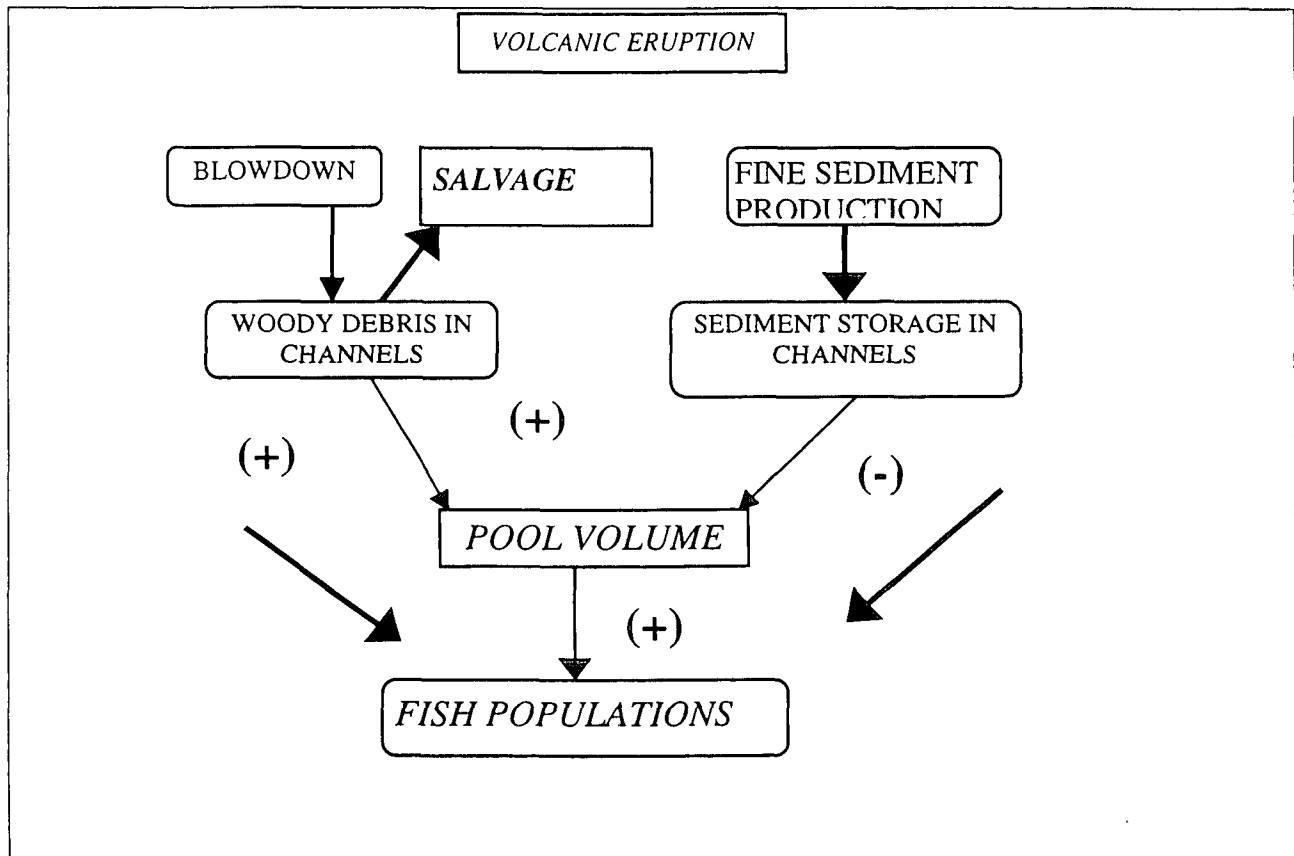 VOLCANIC ERUPTION
BLOWDOWN
SALVAGE
FINE SEDIMENT
PRODUCTION
WOODY DEBRIS IN
CHANNELS
SEDIMENT STORAGE IN
CHANNELS
(+)
(+)
(-)
POOL VOLUME
(+)
FISH POPULATIONS